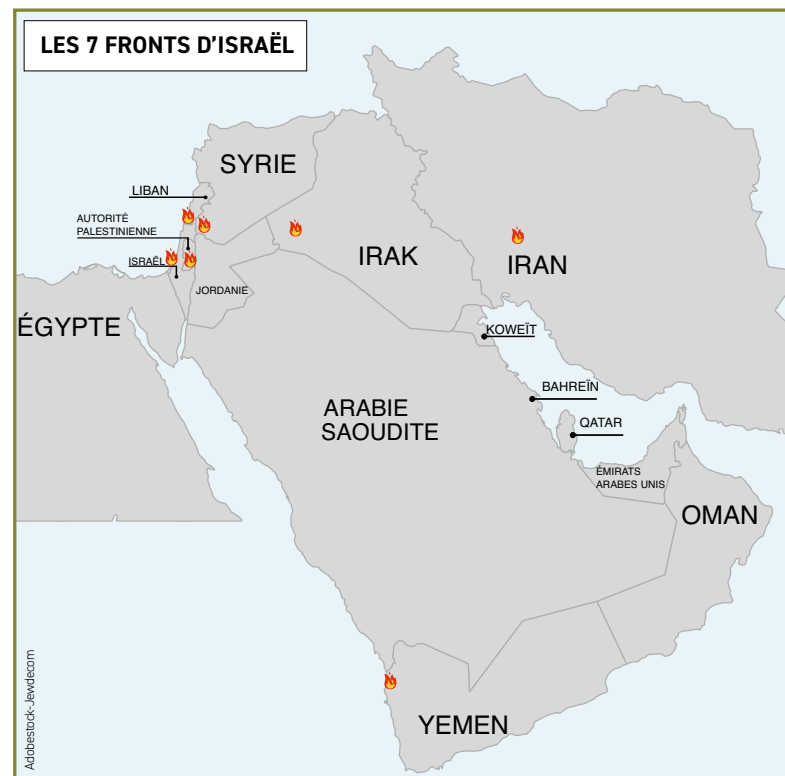 LES 7 FRONTS D'ISRAËL
SYRIE
LIBAN
AUTORITÉ
PALESTINIENNE
ISRAËL
JORDANIE
IRAK
IRAN
ÉGYPTE
KOWEÏT
BAHREÏN
ARABIE
SAOUDITE
QATAR
ÉMIRATS
ARABES UNIS
OMAN
YEMEN
Adobestock-Jewdecom